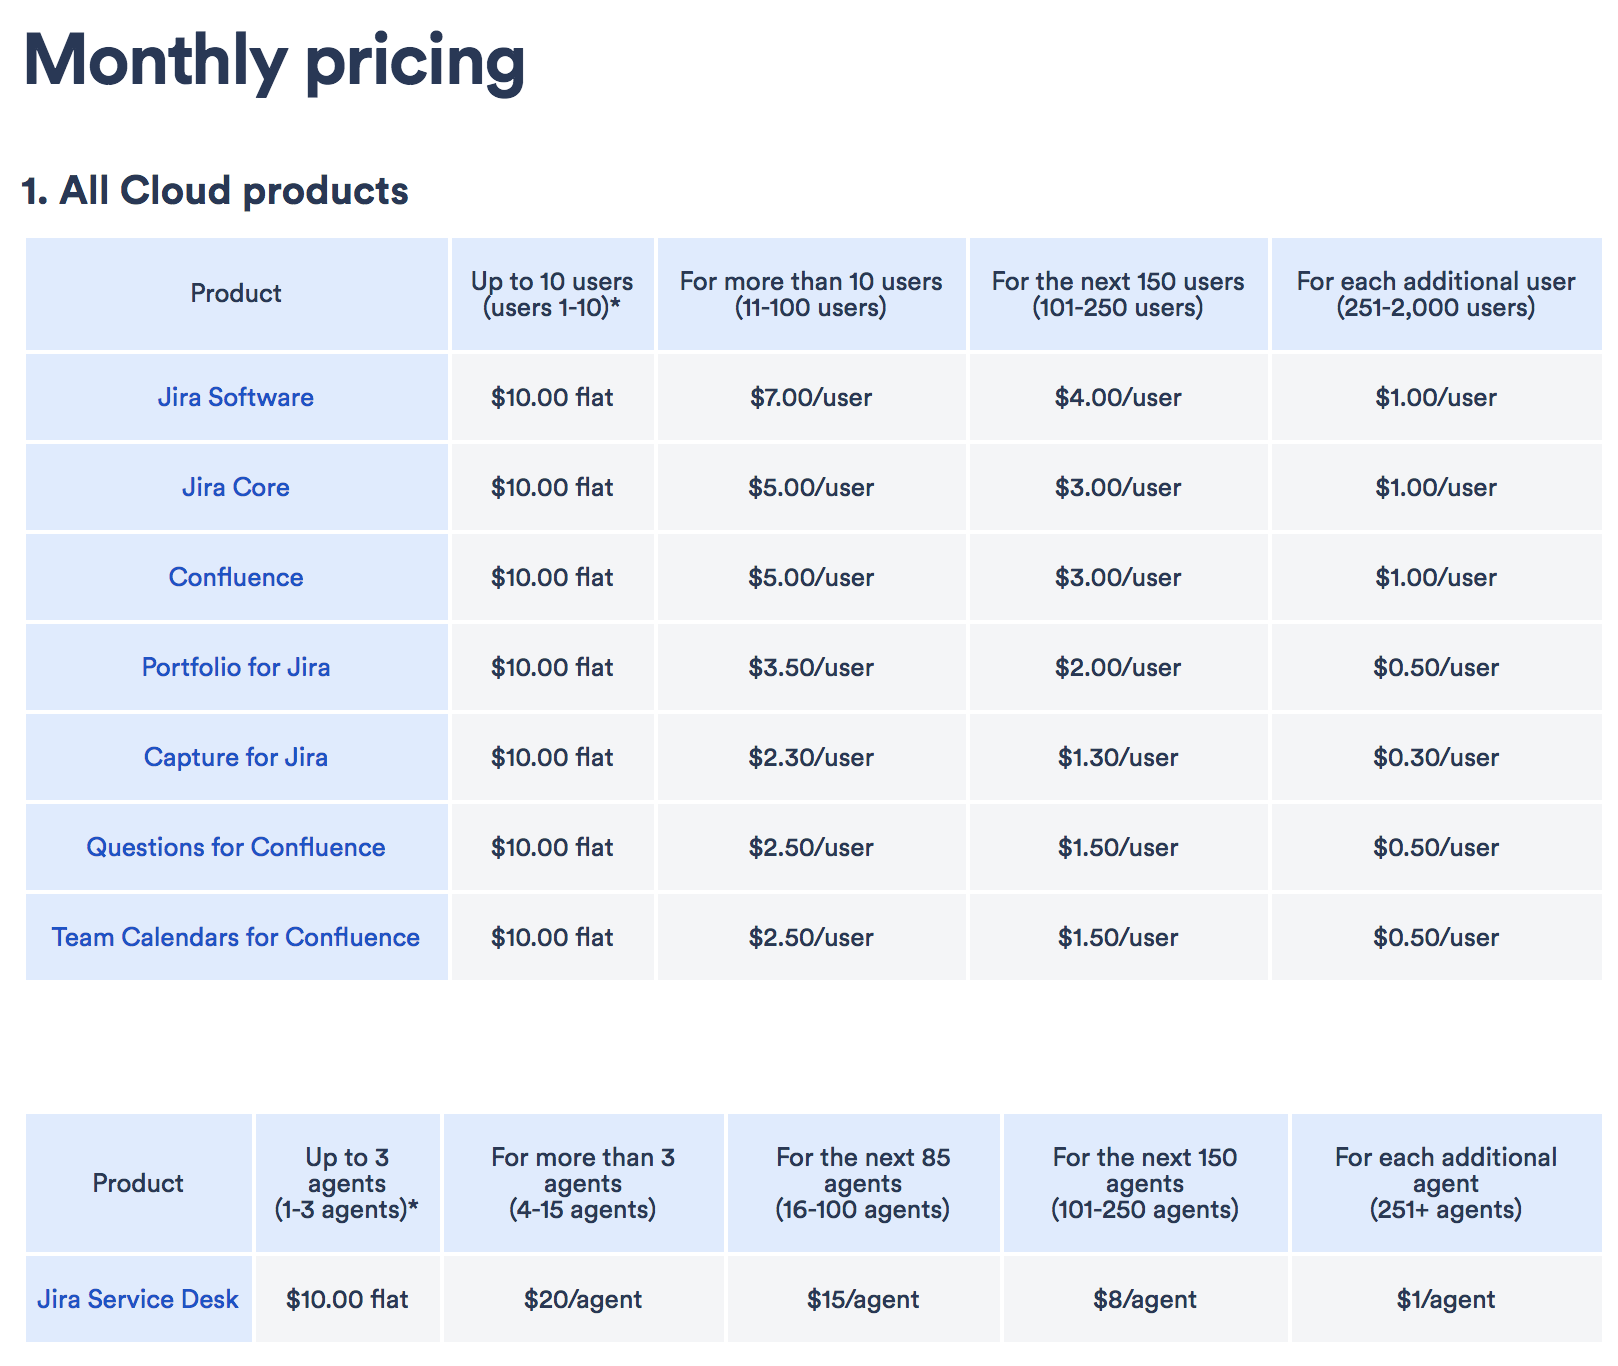 Monthly pricing
1. All Cloud products
Product
Up to 10 users
(users 1-10)*
For more than 10 users
(11-100 users)
For the next 150 users
(101-250 users)
For each additional user
(251-2,000 users)
Jira Software
$10.00 flat
$7.00/user
$4.00/user
$1.00/user
Jira Core
$10.00 flat
$5.00/user
$3.00/user
$1.00/user
Confluence
$10.00 flat
$5.00/user
$3.00/user
$1.00/user
Portfolio for Jira
$10.00 flat
$3.50/user
$2.00/user
$0.50/user
Capture for Jira
$10.00 flat
$2.30/user
$1.30/user
$0.30/user
Questions for Confluence
$10.00 flat
$2.50/user
$1.50/user
$0.50/user
Team Calendars for Confluence
$10.00 flat
$2.50/user
$1.50/user
$0.50/user
Product
Up to 3
agents
(1-3 agents)*
For more than 3
agents
(4-15 agents)
For the next 85
agents
(16-100 agents)
For the next 150
agents
(101-250 agents)
For each additional
agent
(251+ agents)
Jira Service Desk
$10.00 flat
$20/agent
$15/agent
$8/agent
$1/agent